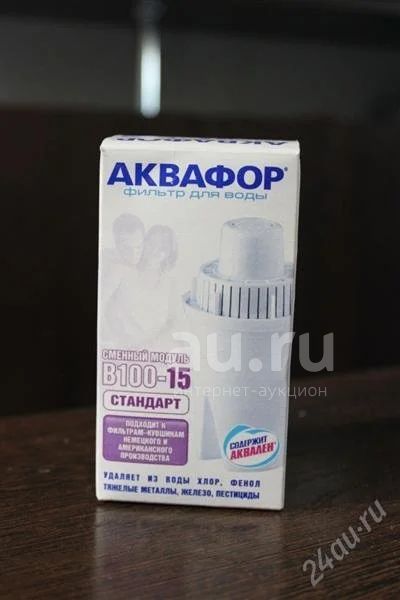 АКВАФОР®
фильтр для воды
СМЕННЫЙ МОДУЛЬ
В100-15
СТАНДАРТ
ПОДХОДИТ К
ФИЛЬТРАМ-КУВШИНАМ
НЕМЕЦКОГО И
АМЕРИКАНСКОГО
ПРОИЗВОДСТВА
СОДЕРЖИТ
АКВАЛЕН
УДАЛЯЕТ ИЗ ВОДЫ ХЛОР, ФЕНОЛ
ТЯЖЕЛЫЕ МЕТАЛЛЫ, ЖЕЛЕЗО, ПЕСТИЦИДЫ
au.ru
интернет-аукцион
24au.ru